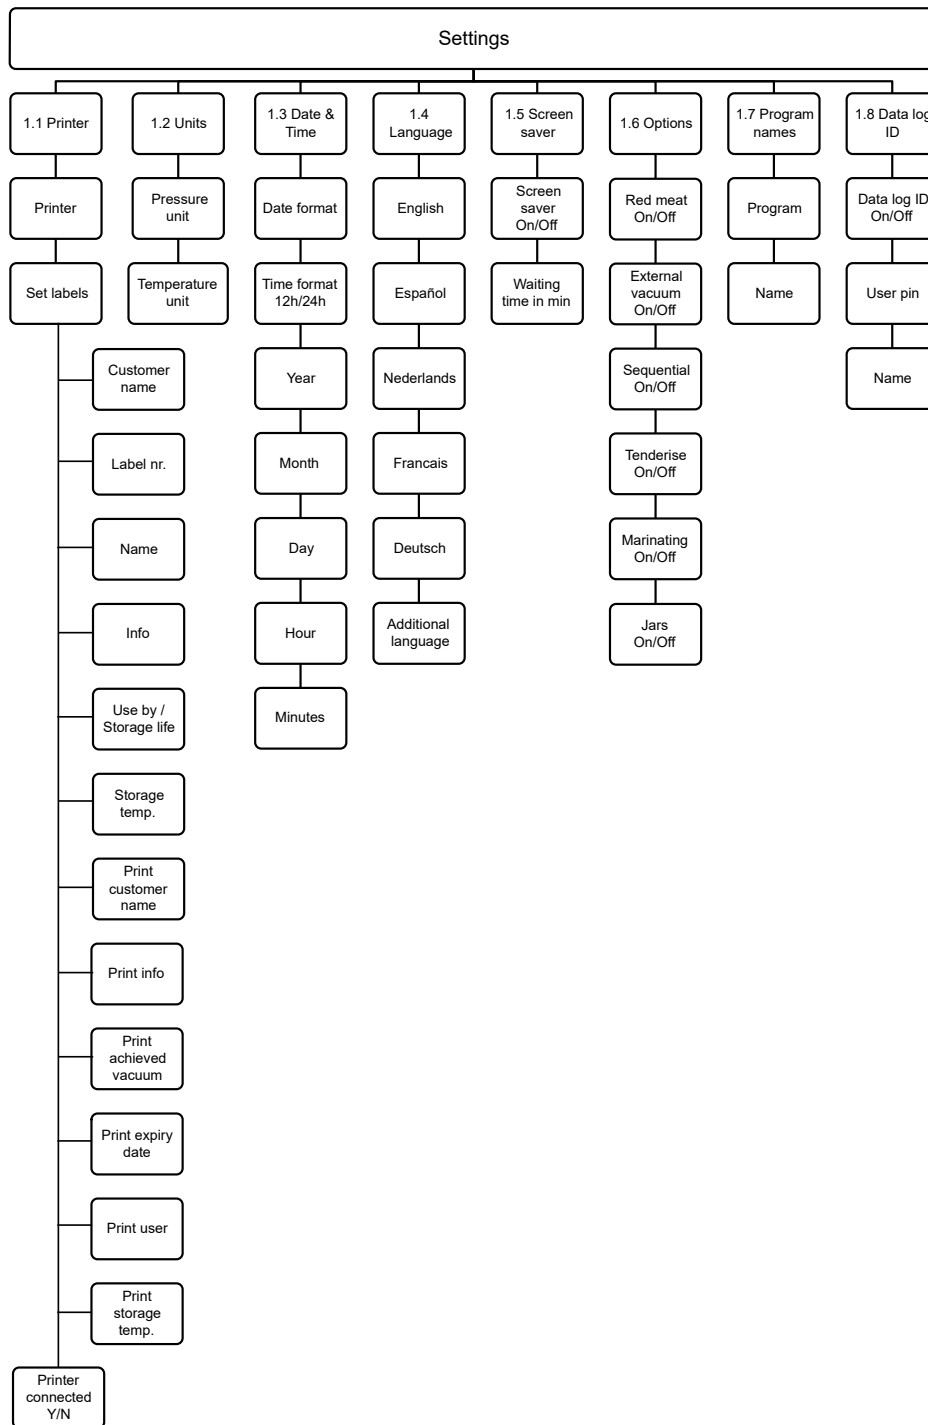 Settings
1.1 Printer
Printer
Set labels
Customer
name
Label nr.
Name
Info
Use by /
Storage life
Storage
temp.
Print
customer
name
Print info
Print
achieved
vacuum
Print expiry
date
Print user
Print
storage
temp.
Printer
connected
Y/N
1.2 Units
Pressure
unit
Temperature
unit
1.3 Date &
Time
Date format
Time format
12h/24h
Year
Month
Day
Hour
Minutes
1.4
Language
English
Español
Nederlands
Francais
Deutsch
Additional
language
1.5 Screen
saver
Screen
saver
On/Off
Waiting
time in min
1.6 Options
Red meat
On/Off
External
vacuum
On/Off
Sequential
On/Off
Tenderise
On/Off
Marinating
On/Off
Jars
On/Off
1.7 Program
names
Program
Name
1.8 Data log
ID
Data log ID
On/Off
User pin
Name